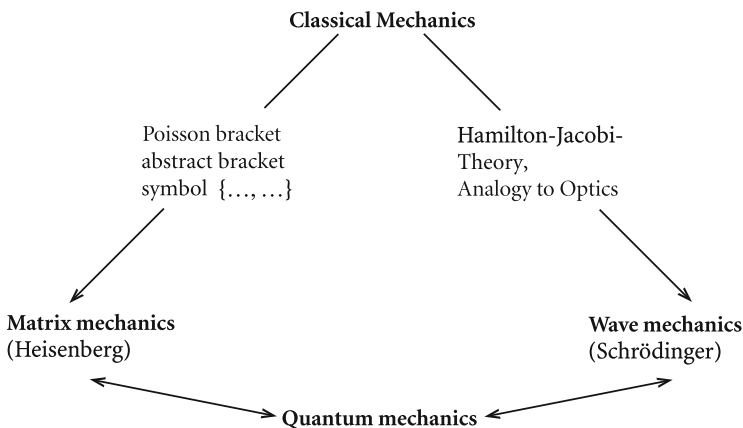 Classical Mechanics
Poisson bracket
abstract bracket
symbol {…, …}
Hamilton-Jacobi-
Theory,
Analogy to Optics
Matrix mechanics
(Heisenberg)
Wave mechanics
(Schrödinger)
Quantum mechanics